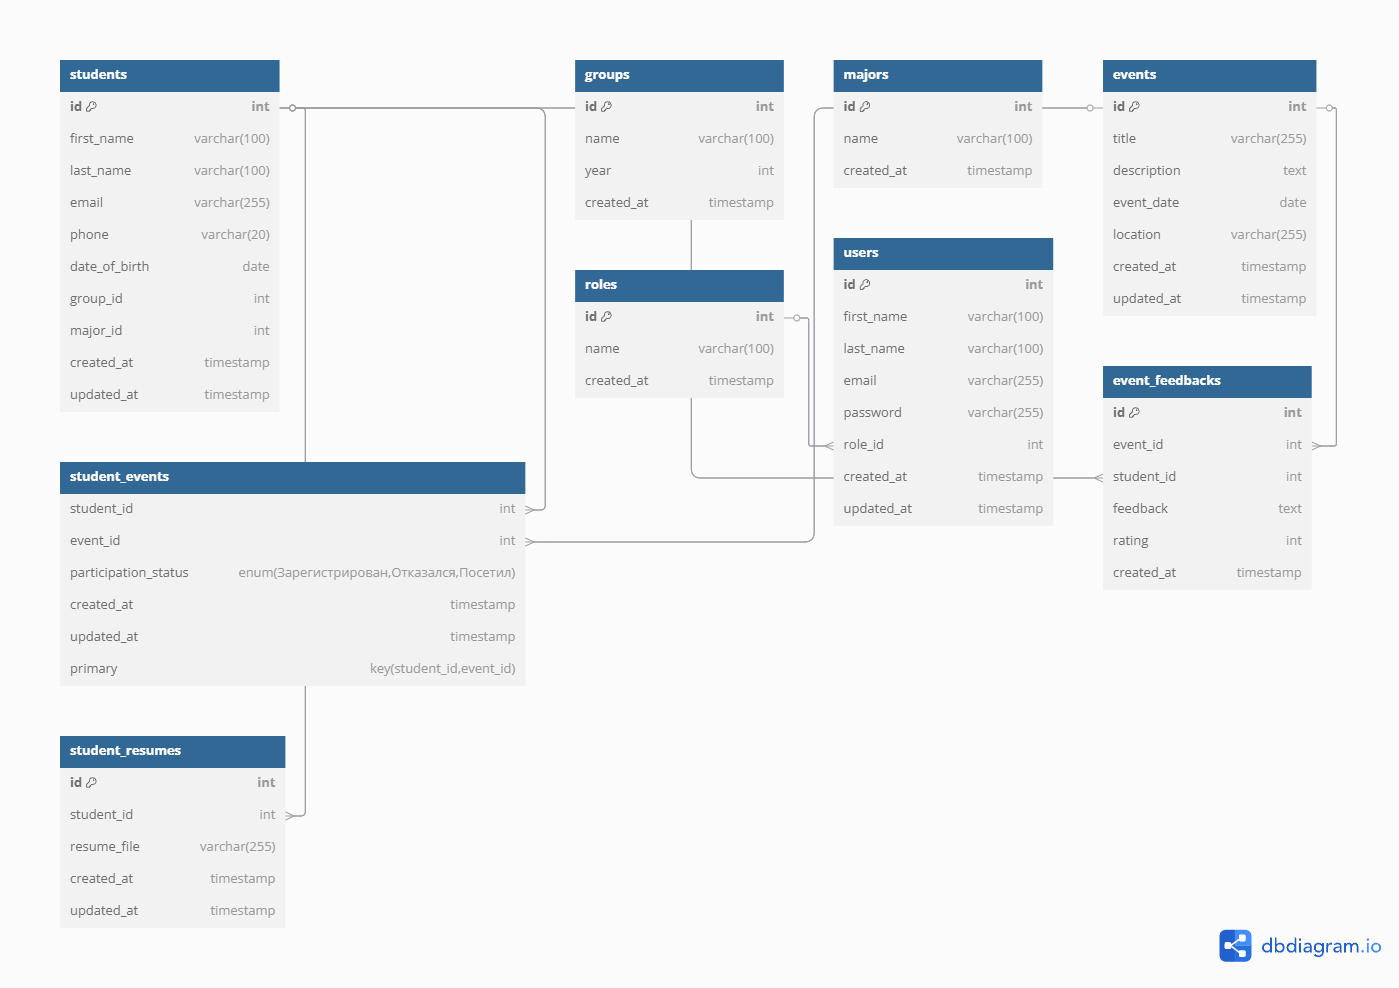 students
id int
first_name varchar(100)
last_name varchar(100)
email varchar(255)
phone varchar(20)
date_of_birth date
group_id int
major_id int
created_at timestamp
updated_at timestamp
groups
id int
name varchar(100)
year int
created_at timestamp
majors
id int
name varchar(100)
created_at timestamp
events
id int
title varchar(255)
description text
event_date date
location varchar(255)
created_at timestamp
updated_at timestamp
roles
id int
name varchar(100)
created_at timestamp
users
id int
first_name varchar(100)
last_name varchar(100)
email varchar(255)
password varchar(255)
role_id int
created_at timestamp
updated_at timestamp
event_feedbacks
id int
event_id int
student_id int
feedback text
rating int
created_at timestamp
student_events
student_id int
event_id int
participation_status enum(Зарегистрирован,Отказался,Посетил)
created_at timestamp
updated_at timestamp
primary key(student_id,event_id)
student_resumes
id int
student_id int
resume_file varchar(255)
created_at timestamp
updated_at timestamp
dbdiagram.io